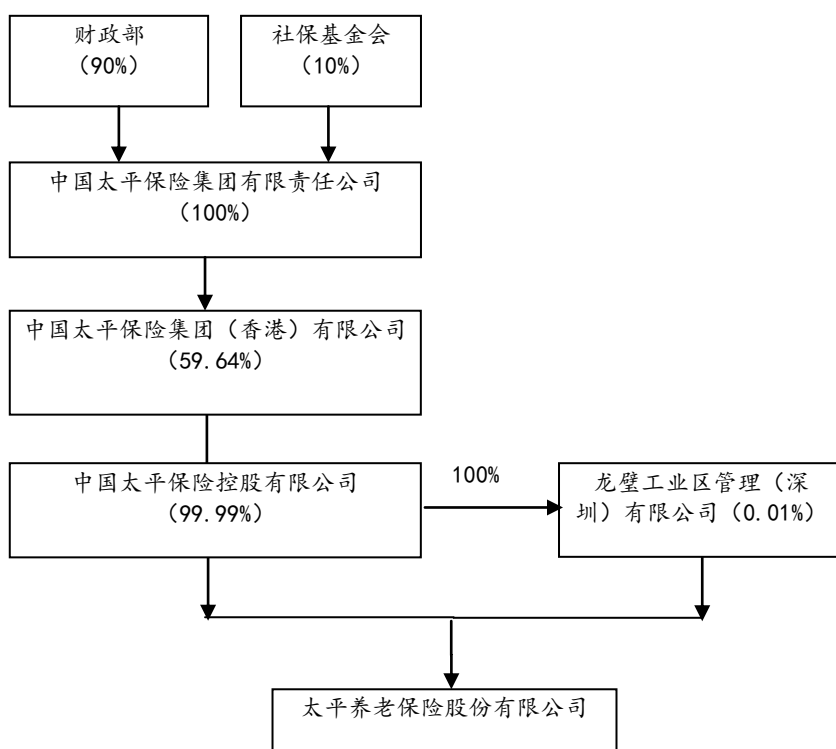 财政部
（90%）
社保基金会
（10%）
中国太平保险集团有限责任公司
（100%）
中国太平保险集团（香港）有限公司
（59.64%）
中国太平保险控股有限公司
（99.99%）
100%
龙璧工业区管理（深
圳）有限公司（0.01%）
太平养老保险股份有限公司